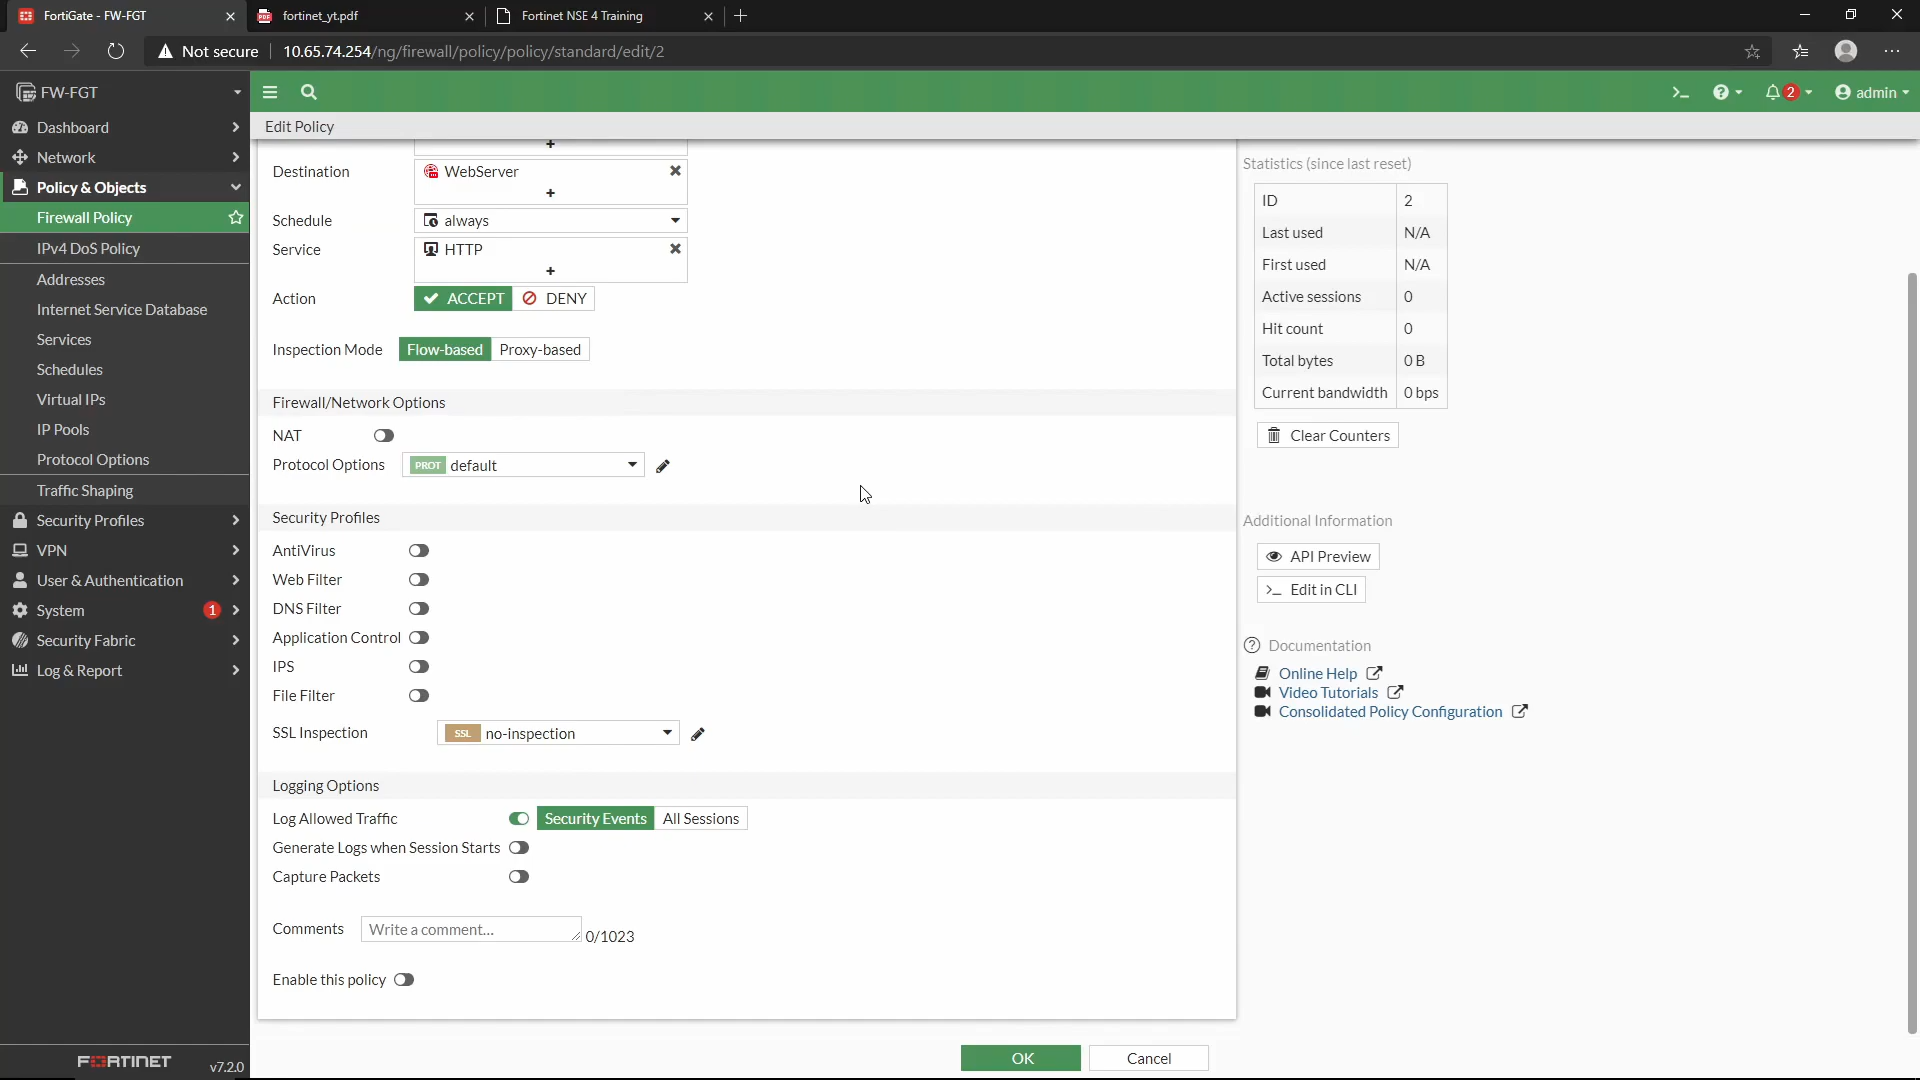 FortiGate - FW-FGT
fortinet_yt.pdf
Fortinet NSE 4 Training
Not secure
10.65.74.254/ng/firewall/policy/policy/standard/edit/2
FW-FGT
2
admin
Dashboard
Network
Policy & Objects
Firewall Policy
IPv4 DoS Policy
Addresses
Internet Service Database
Services
Schedules
Virtual IPs
IP Pools
Protocol Options
Traffic Shaping
Security Profiles
VPN
User & Authentication
System 1
Security Fabric
Log & Report
FORTINET v7.2.0
Edit Policy
Destination WebServer
+
Schedule always
Service HTTP
+
Action ACCEPT DENY
Inspection Mode Flow-based Proxy-based
Firewall/Network Options
NAT
Protocol Options PROT default
Security Profiles
AntiVirus
Web Filter
DNS Filter
Application Control
IPS
File Filter
SSL Inspection SSL no-inspection
Logging Options
Log Allowed Traffic Security Events All Sessions
Generate Logs when Session Starts
Capture Packets
Comments Write a comment... 0/1023
Enable this policy
OK Cancel
Statistics (since last reset)
ID 2
Last used N/A
First used N/A
Active sessions 0
Hit count 0
Total bytes 0 B
Current bandwidth 0 bps
Clear Counters
Additional Information
API Preview
>_ Edit in CLI
Documentation
Online Help
Video Tutorials
Consolidated Policy Configuration